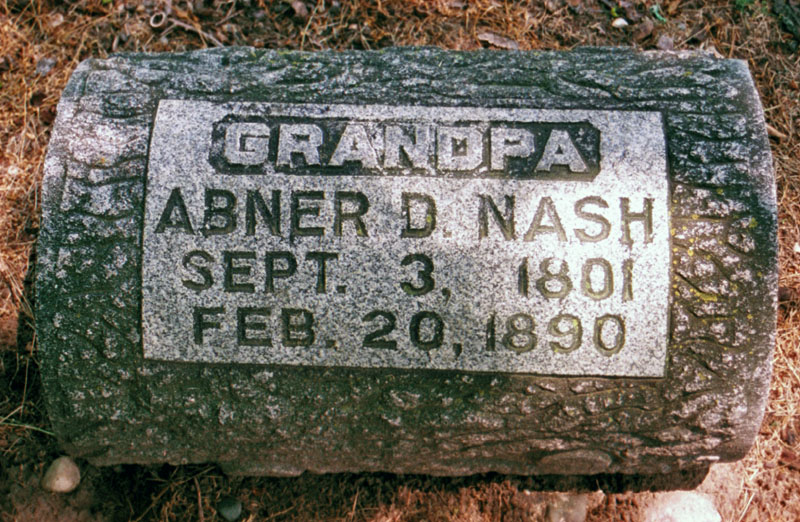 GRANDPA
ABNER D. NASH
SEPT. 3, 1801
FEB. 20, 1890